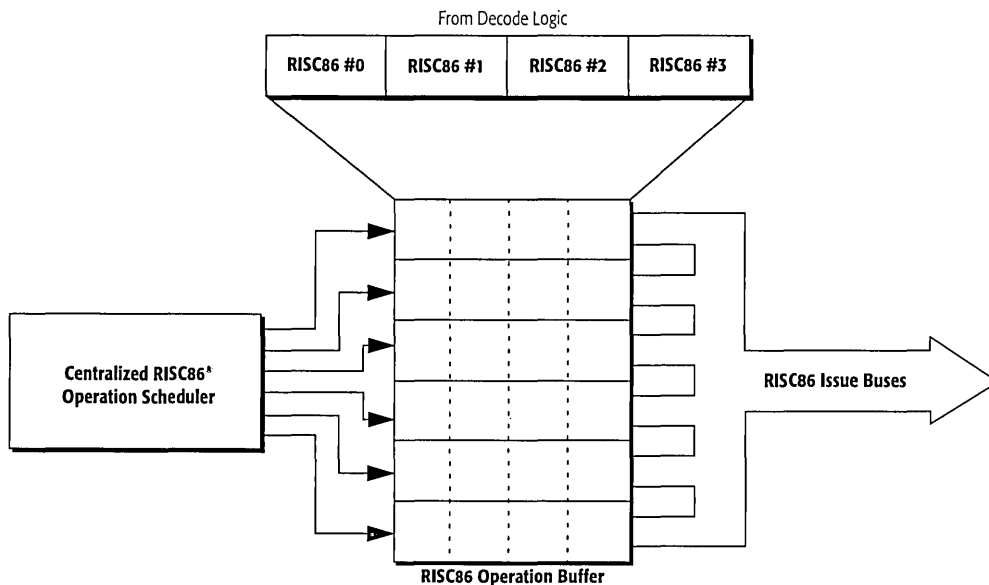 From Decode Logic
RISC86 #0
RISC86 #1
RISC86 #2
RISC86 #3
Centralized RISC86®
Operation Scheduler
RISC86 Issue Buses
RISC86 Operation Buffer